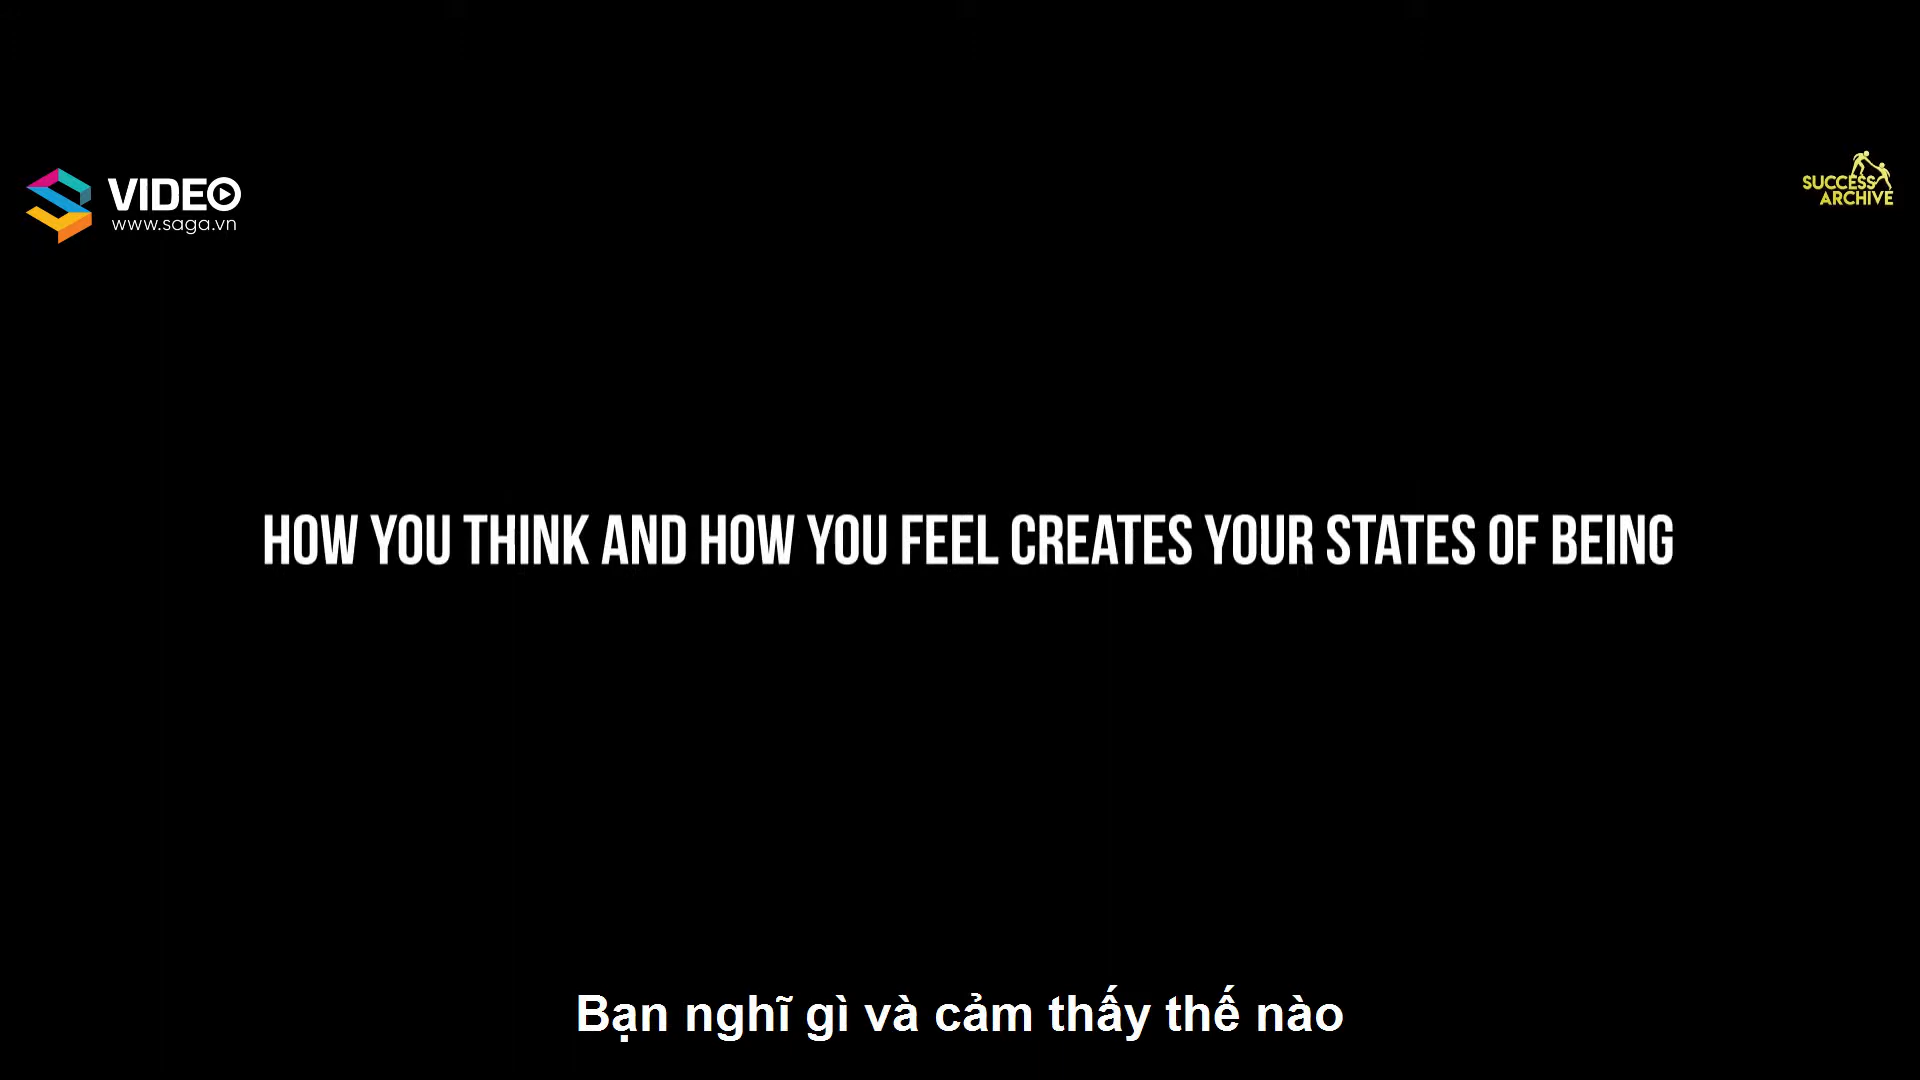 VIDEO
www.saga.vn
SUCCESS
ARCHIVE
HOW YOU THINK AND HOW YOU FEEL CREATES YOUR STATES OF BEING
Bạn nghĩ gì và cảm thấy thế nào